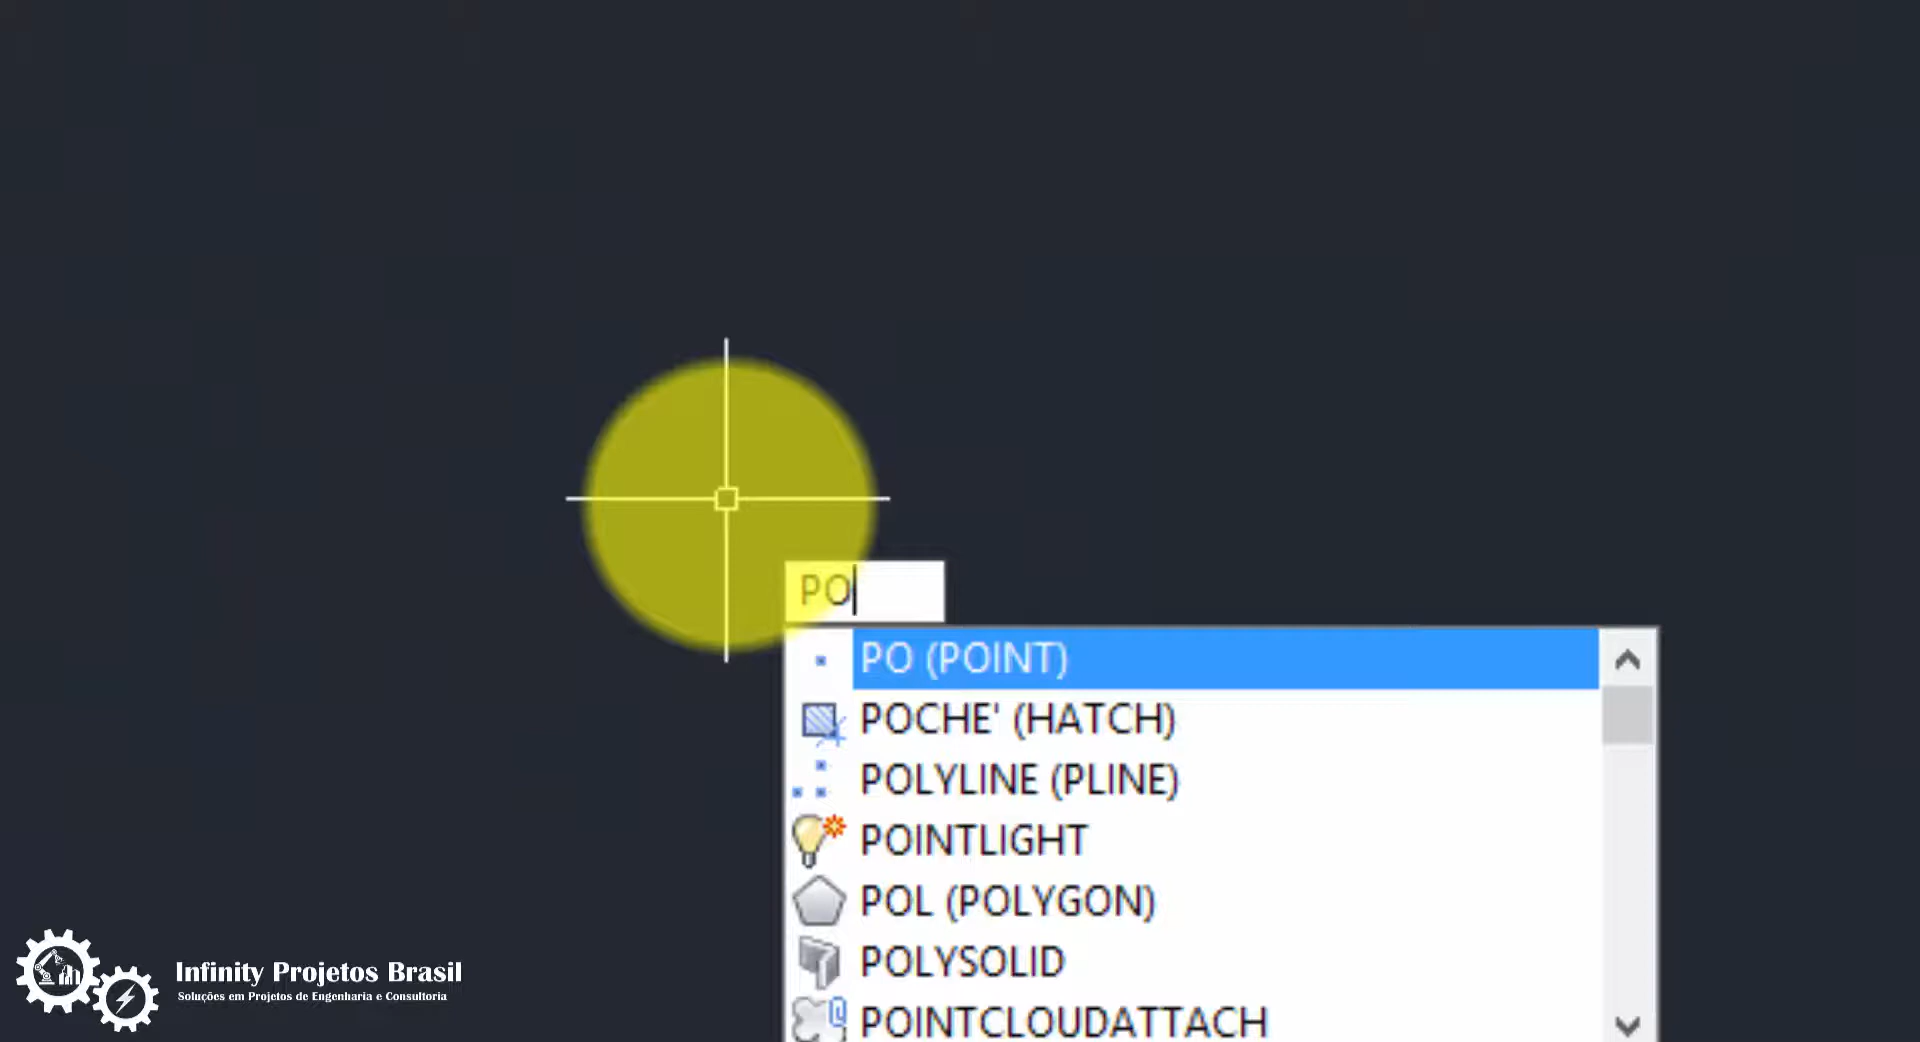 PO
PO (POINT)
POCHE' (HATCH)
POLYLINE (PLINE)
POINTLIGHT
POL (POLYGON)
POLYSOLID
POINTCLOUDATTACH
Infinity Projetos Brasil
Soluções em Projetos de Engenharia e Consultoria